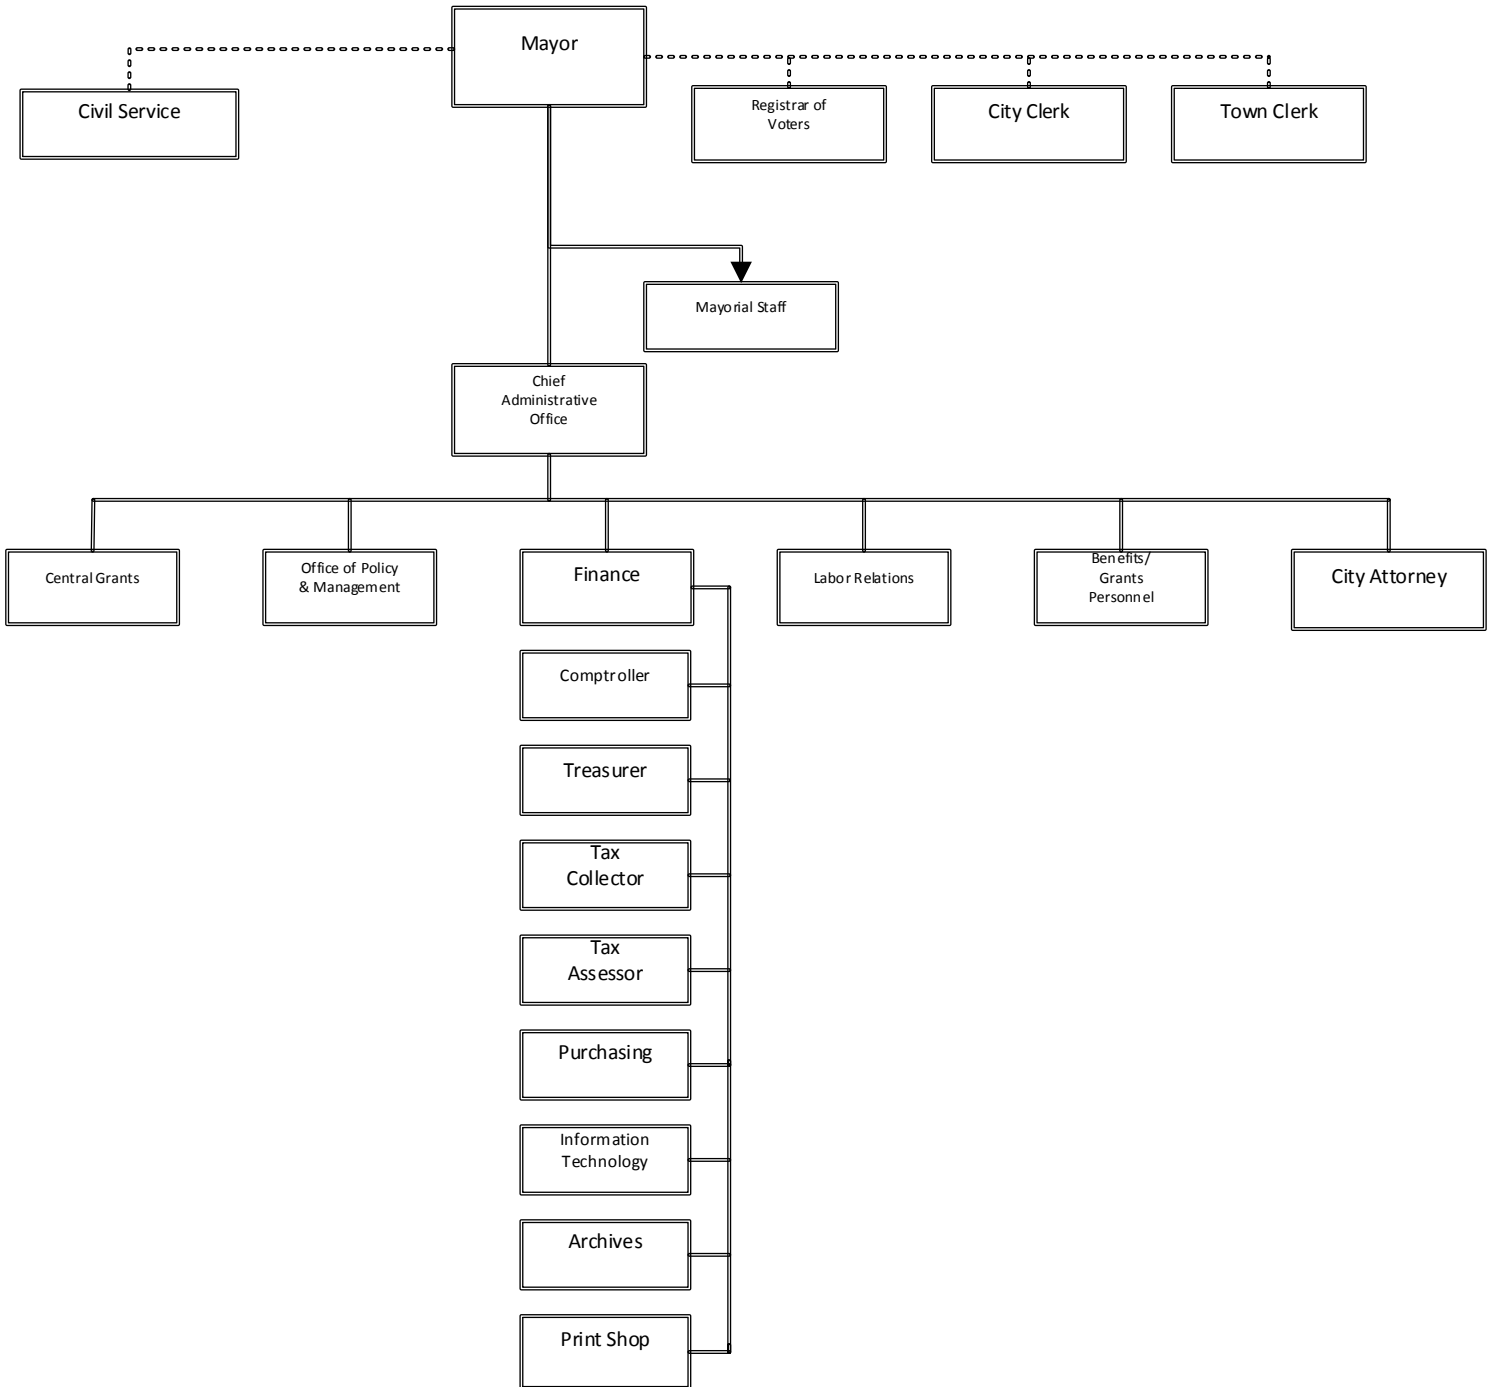 Mayor
Civil Service
Registrar of
Voters
City Clerk
Town Clerk
Mayorial Staff
Chief
Administrative
Office
Central Grants
Office of Policy
& Management
Finance
Labor Relations
Benefits/
Grants
Personnel
City Attorney
Comptroller
Treasurer
Tax
Collector
Tax
Assessor
Purchasing
Information
Technology
Archives
Print Shop